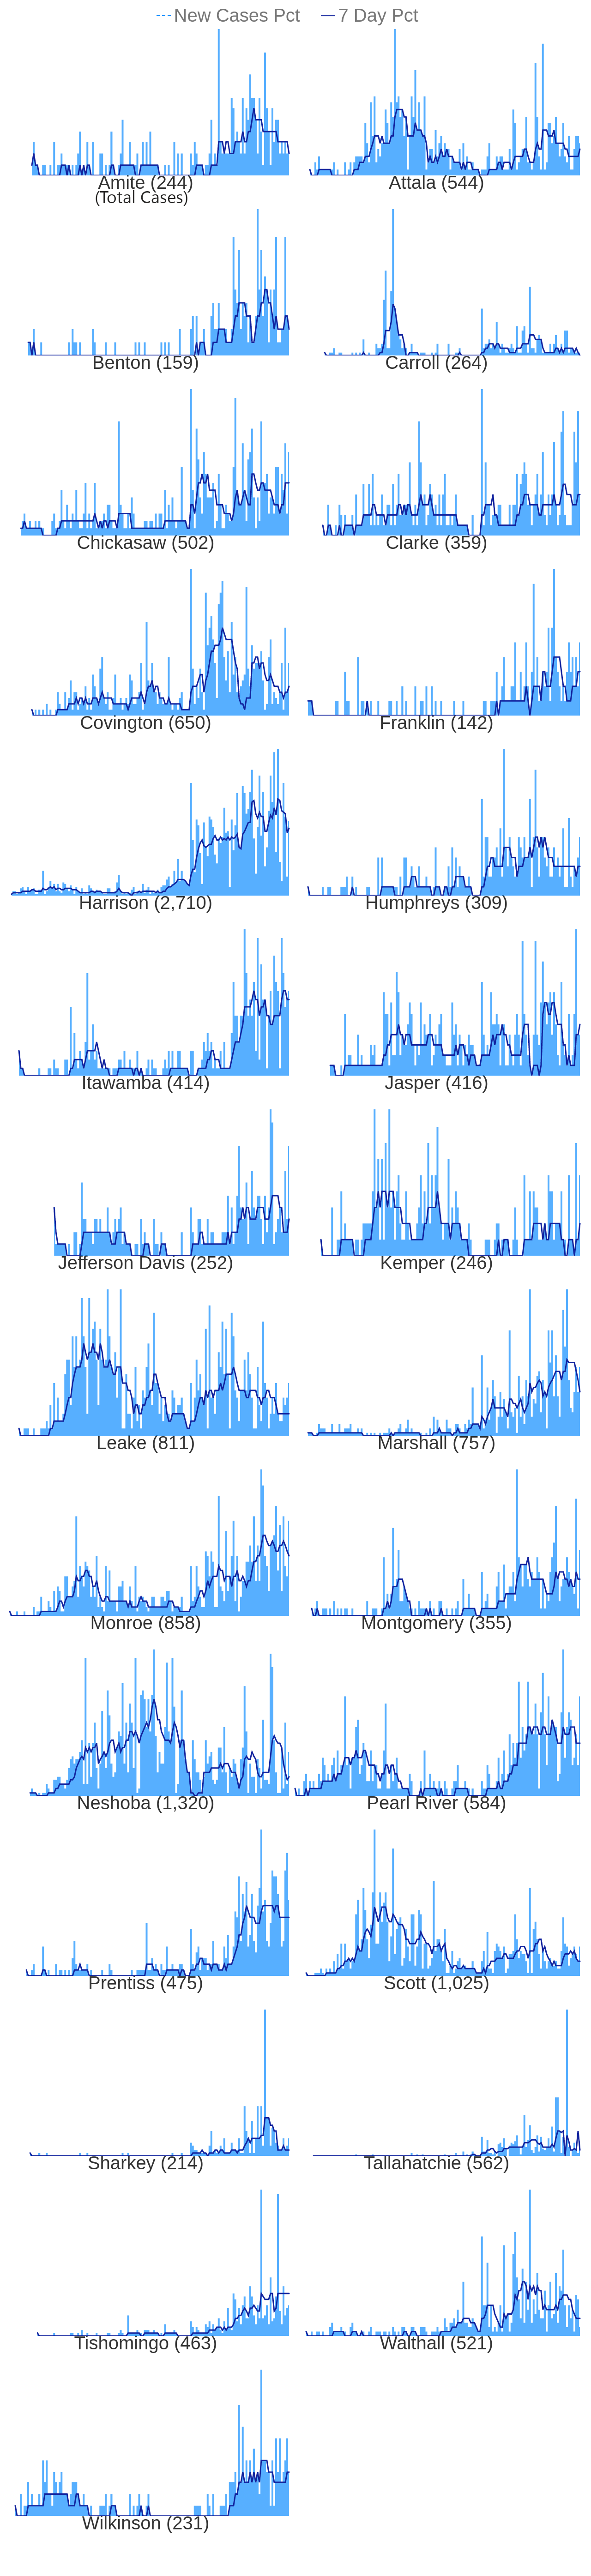 New Cases Pct 7 Day Pct
Amite (244) Attala (544)
(Total Cases)
Benton (159) Carroll (264)
Chickasaw (502) Clarke (359)
Covington (650) Franklin (142)
Harrison (2,710) Humphreys (309)
Itawamba (414) Jasper (416)
Jefferson Davis (252) Kemper (246)
Leake (811) Marshall (757)
Monroe (858) Montgomery (355)
Neshoba (1,320) Pearl River (584)
Prentiss (475) Scott (1,025)
Sharkey (214) Tallahatchie (562)
Tishomingo (463) Walthall (521)
Wilkinson (231)